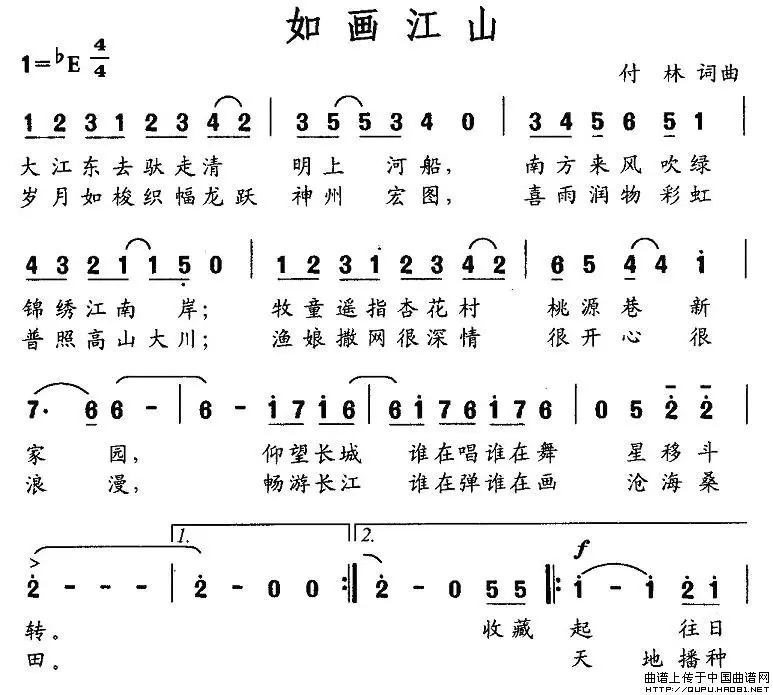 如画江山
1=♭E 4/4
付 林 词曲
1 2 3 1 2 3 4 2 | 3 5 5 3 4 0 | 3 4 5 6 5 1 |
大江东去驮走清 明上 河船， 南方来风吹绿
岁月如梭织幅龙跃 神州 宏图， 喜雨润物彩虹
4 3 2 1 1 5 0 | 1 2 3 1 2 3 4 2 | 6 5 4 4 i |
锦绣江南 岸； 牧童遥指杏花村 桃源巷 新
普照高山大川； 渔娘撒网很深情 很开心 很
7· 6 6 - | 6 - i 7 i 6 | 6 i 7 6 i 7 6 | 0 5 2 2 |
家 园， 仰望长城 谁在唱谁在舞 星移斗
浪 漫， 畅游长江 谁在弹谁在画 沧海桑
1. 2.
f
2 - - - | 2 - 0 0 :| 2 - 0 5 5 |: i - i 2 i
转。 收藏 起 往日
田。 天 地播种
曲谱上传于中国曲谱网
http://QUPU.HAO81.NET